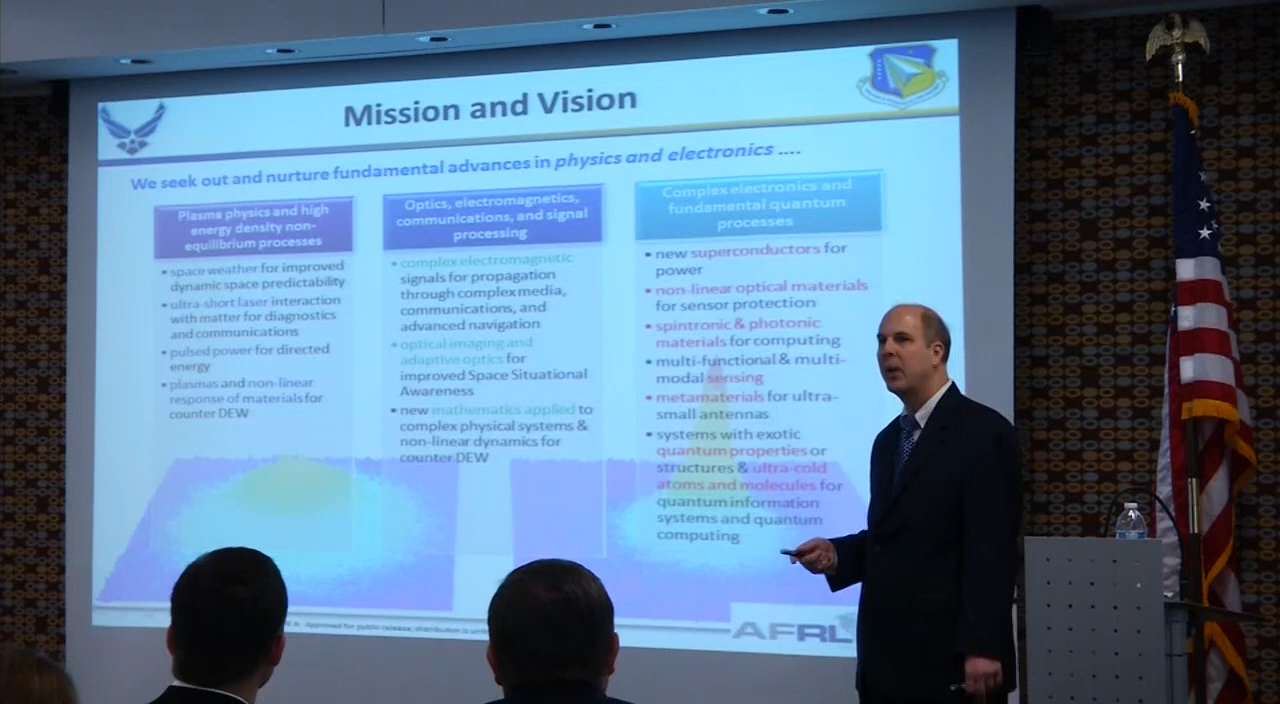 Mission and Vision
We seek out and nurture fundamental advances in physics and electronics ....
Plasma physics and high
energy density non-
equilibrium processes
• space weather for improved
dynamic space predictability
• ultra-short laser interaction
with matter for diagnostics
and communications
• pulsed power for directed
energy
• plasmas and non-linear
response of materials for
counter DEW
Optics, electromagnetics,
communications, and signal
processing
• complex electromagnetic
signals for propagation
through complex media,
communications, and
advanced navigation
• optical imaging and
adaptive optics for
improved Space Situational
Awareness
• new mathematics applied to
complex physical systems &
non-linear dynamics for
counter DEW
Complex electronics and
fundamental quantum
processes
• new superconductors for
power
• non-linear optical materials
for sensor protection
• spintronic & photonic
materials for computing
• multi-functional & multi-
modal sensing
• metamaterials for ultra-
small antennas
• systems with exotic
quantum properties or
structures & ultra-cold
atoms and molecules for
quantum information
systems and quantum
computing
A: Approved for public release; distribution is
AFRL